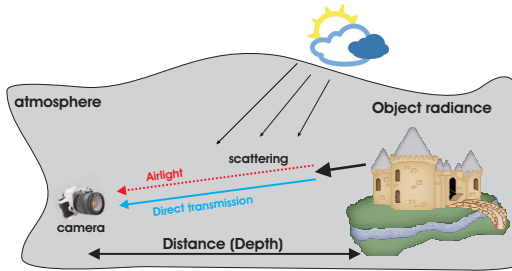 atmosphere
Object radiance
scattering
Airlight
Direct transmission
camera
Distance (Depth)